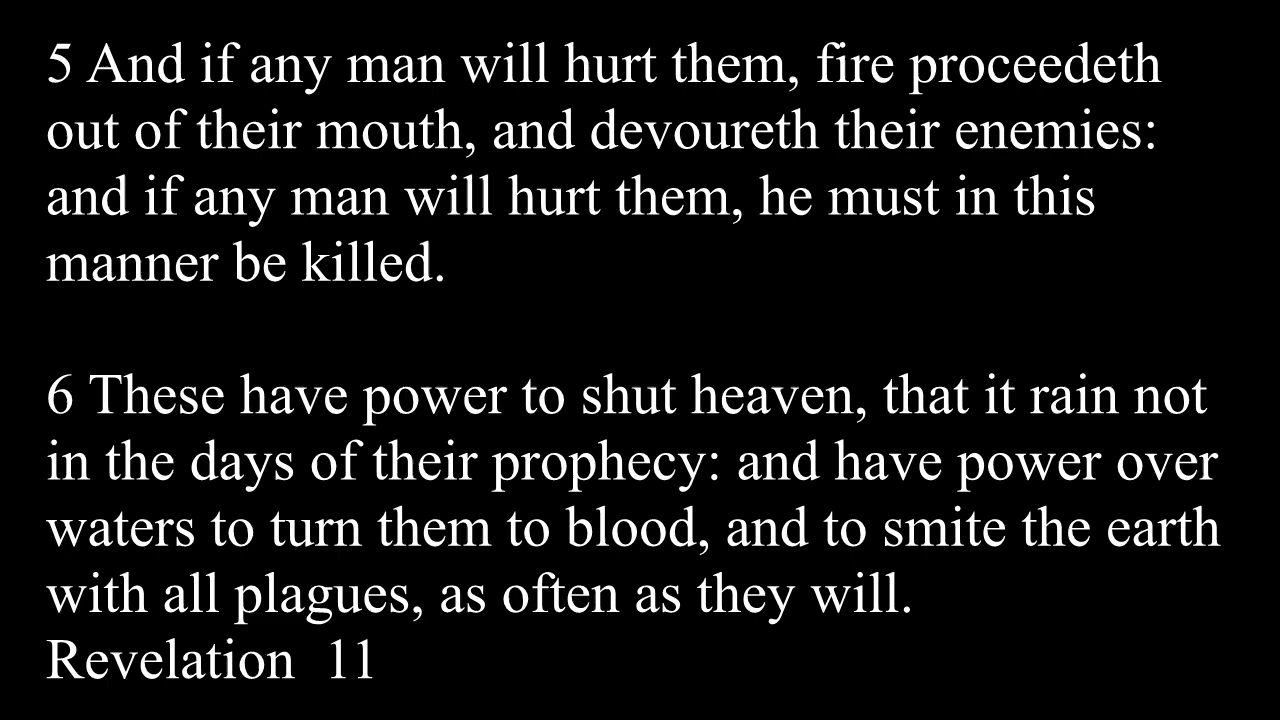 5 And if any man will hurt them, fire proceedeth
out of their mouth, and devoureth their enemies:
and if any man will hurt them, he must in this
manner be killed.
6 These have power to shut heaven, that it rain not
in the days of their prophecy: and have power over
waters to turn them to blood, and to smite the earth
with all plagues, as often as they will.
Revelation  11